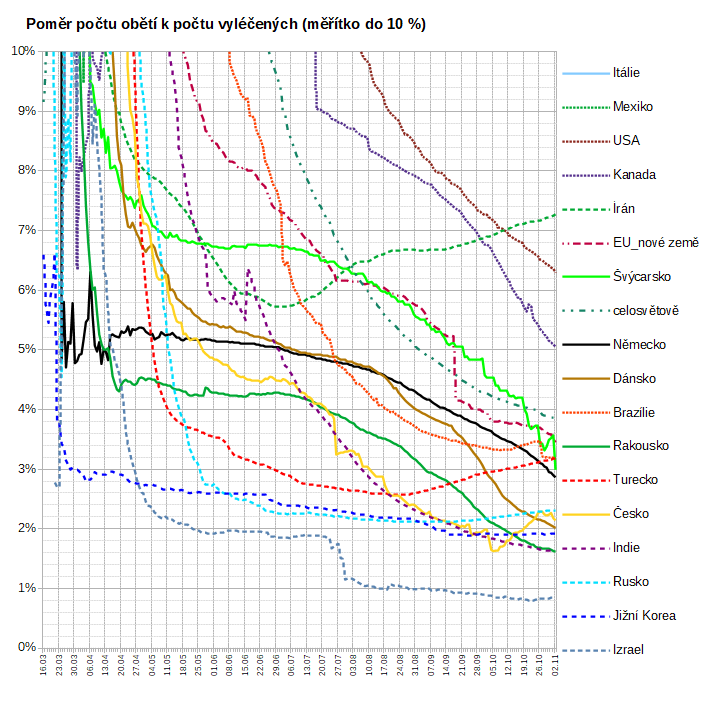 Poměr počtu obětí k počtu vyléčených (měřítko do 10 %)
10%
9%
8%
7%
6%
5%
4%
3%
2%
1%
0%
16.03
23.03
30.03
06.04
13.04
20.04
27.04
04.05
11.05
18.05
25.05
01.06
08.06
15.06
22.06
29.06
06.07
13.07
20.07
27.07
03.08
10.08
17.08
24.08
31.08
07.09
14.09
21.09
28.09
05.10
12.10
19.10
26.10
02.11
Itálie
Mexiko
USA
Kanada
Írán
EU_nové země
Švýcarsko
celosvětově
Německo
Dánsko
Brazílie
Rakousko
Turecko
Česko
Indie
Rusko
Jižní Korea
Izrael